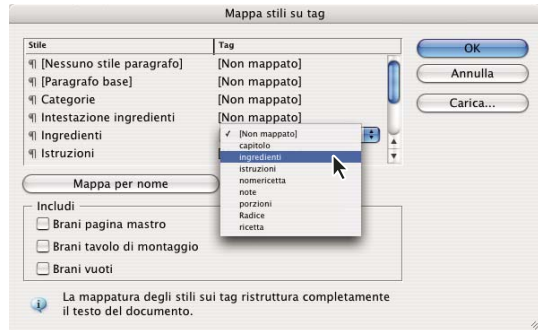 Mappa stili su tag
Stile Tag
¶ [Nessuno stile paragrafo] [Non mappato]
¶ [Paragrafo base] [Non mappato]
¶ Categorie [Non mappato]
¶ Intestazione ingredienti [Non mappato]
¶ Ingredienti
¶ Istruzioni
✓ [Non mappato]
capitolo
ingredienti
istruzioni
nomericetta
note
porzioni
Radice
ricetta
Mappa per nome
Includi
Brani pagina mastro
Brani tavolo di montaggio
Brani vuoti
La mappatura degli stili sui tag ristruttura completamente
il testo del documento.
OK
Annulla
Carica...